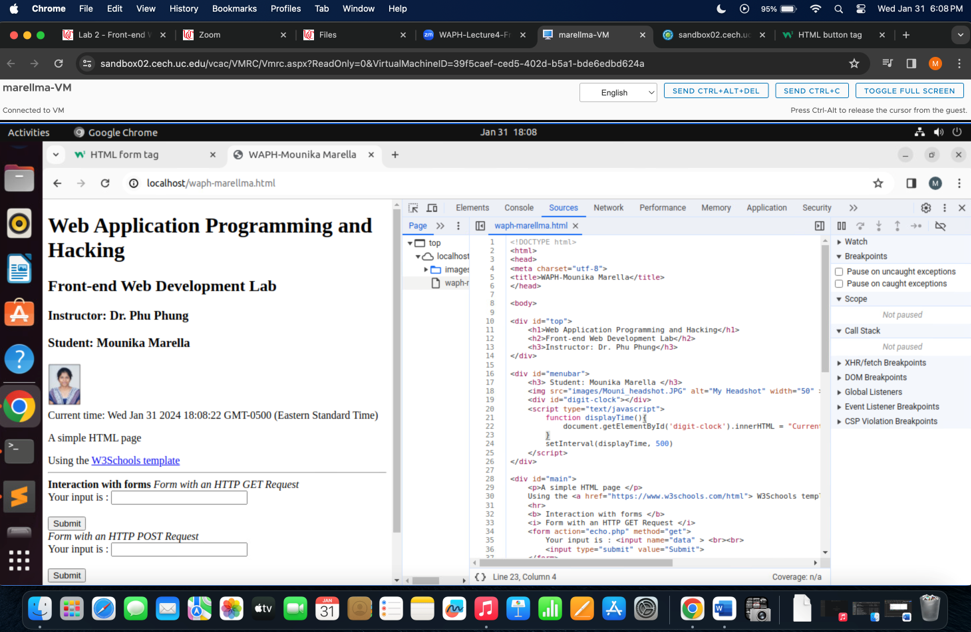 Chrome File Edit View History Bookmarks Profiles Tab Window Help 95% Wed Jan 31 6:08 PM
Lab 2 - Front-end Zoom Files WAPH-Lecture4-F marellma-VM sandbox02.cech.uc HTML button tag
sandbox02.cech.uc.edu/vcac/VMRC/Vmrc.aspx?ReadOnly=0&VirtualMachineID=39f5caef-ced5-402d-b5a1-bde6edbd624a
marellma-VM English SEND CTRL+ALT+DEL SEND CTRL+C TOGGLE FULL SCREEN
Connected to VM Press Ctrl-Alt to release the cursor from the guest.
Activities Google Chrome Jan 31 18:08
HTML form tag WAPH-Mounika Marella
localhost/waph-marellma.html M
Web Application Programming and
Hacking
Front-end Web Development Lab
Instructor: Dr. Phu Phung
Student: Mounika Marella
Current time: Wed Jan 31 2024 18:08:22 GMT-0500 (Eastern Standard Time)
A simple HTML page
Using the W3Schools template
Interaction with forms Form with an HTTP GET Request
Your input is :
Submit
Form with an HTTP POST Request
Your input is :
Submit
Elements Console Sources Network Performance Memory Application Security
Page waph-marellma.html
top
localhost
images
waph-r
1 <!DOCTYPE html>
2 <html>
3 <head>
4 <meta charset="utf-8">
5 <title>WAPH-Mounika Marella</title>
6 </head>
7
8 <body>
9
10 <div id="top">
11 <h1>Web Application Programming and Hacking</h1>
12 <h2>Front-end Web Development Lab</h2>
13 <h3>Instructor: Dr. Phu Phung</h3>
14 </div>
15
16 <div id="menubar">
17 <h3> Student: Mounika Marella </h3>
18 <img src="images/Mouni_headshot.JPG" alt="My Headshot" width="50"
19 <div id="digit-clock"></div>
20 <script type="text/javascript">
21 function displayTime(){
22 document.getElementById('digit-clock').innerHTML = "Current
23 }
24 setInterval(displayTime, 500)
25 </script>
26 </div>
27
28 <div id="main">
29 <p>A simple HTML page </p>
30 Using the <a href="https://www.w3schools.com/html"> W3Schools temp
31 <hr>
32 <b> Interaction with forms </b>
33 <i> Form with an HTTP GET Request </i>
34 <form action="echo.php" method="get">
35 Your input is : <input name="data" > <br><br>
36 <input type="submit" value="Submit">
37 </form>
{} Line 23, Column 4 Coverage: n/a
Watch
Breakpoints
Pause on uncaught exceptions
Pause on caught exceptions
Scope
Not paused
Call Stack
Not paused
XHR/fetch Breakpoints
DOM Breakpoints
Global Listeners
Event Listener Breakpoints
CSP Violation Breakpoints
JAN
31
tv